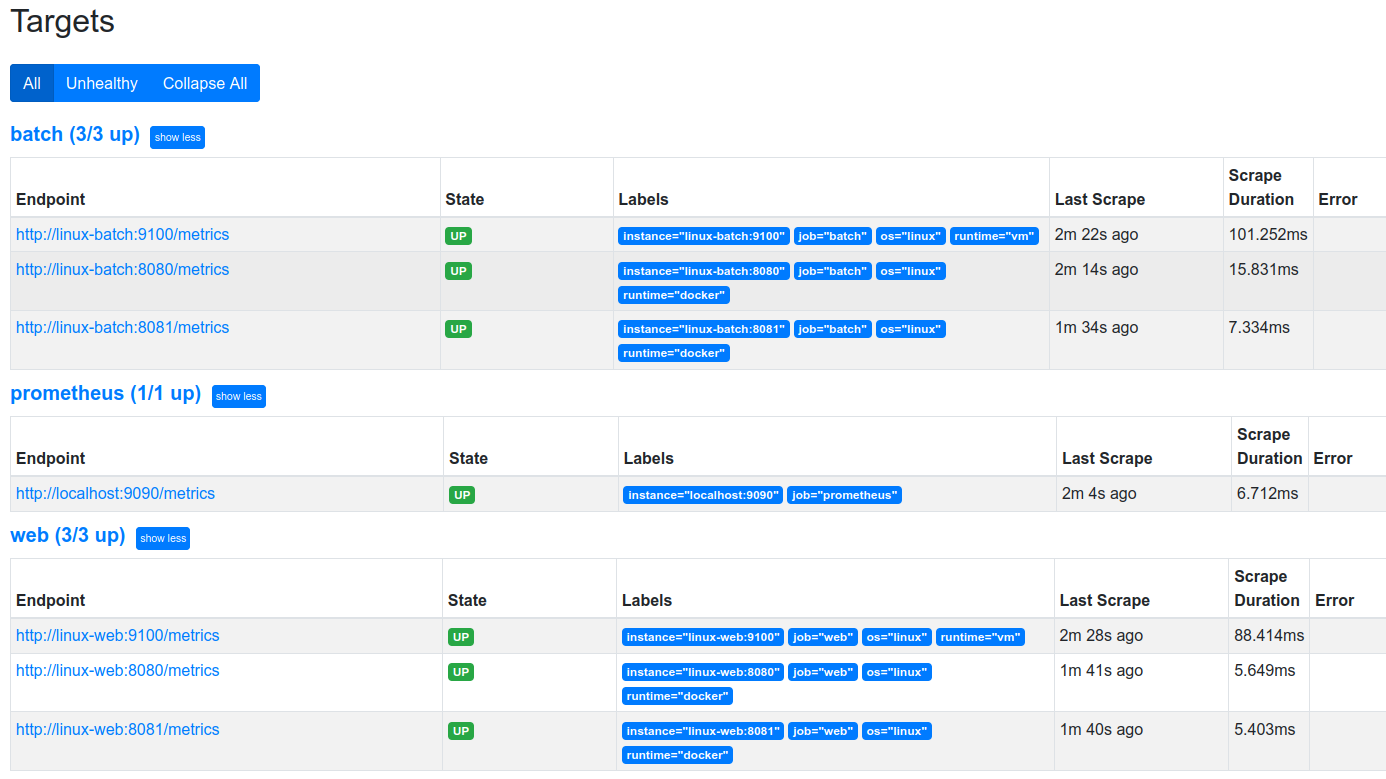 Targets
All Unhealthy Collapse All
batch (3/3 up) show less
Scrape
Endpoint State Labels Last Scrape Duration Error
http://linux-batch:9100/metrics UP instance="linux-batch:9100" job="batch" os="linux" runtime="vm" 2m 22s ago 101.252ms
http://linux-batch:8080/metrics UP instance="linux-batch:8080" job="batch" os="linux" 2m 14s ago 15.831ms
runtime="docker"
http://linux-batch:8081/metrics UP instance="linux-batch:8081" job="batch" os="linux" 1m 34s ago 7.334ms
runtime="docker"
prometheus (1/1 up) show less
Scrape
Endpoint State Labels Last Scrape Duration Error
http://localhost:9090/metrics UP instance="localhost:9090" job="prometheus" 2m 4s ago 6.712ms
web (3/3 up) show less
Scrape
Endpoint State Labels Last Scrape Duration Error
http://linux-web:9100/metrics UP instance="linux-web:9100" job="web" os="linux" runtime="vm" 2m 28s ago 88.414ms
http://linux-web:8080/metrics UP instance="linux-web:8080" job="web" os="linux" 1m 41s ago 5.649ms
runtime="docker"
http://linux-web:8081/metrics UP instance="linux-web:8081" job="web" os="linux" 1m 40s ago 5.403ms
runtime="docker"